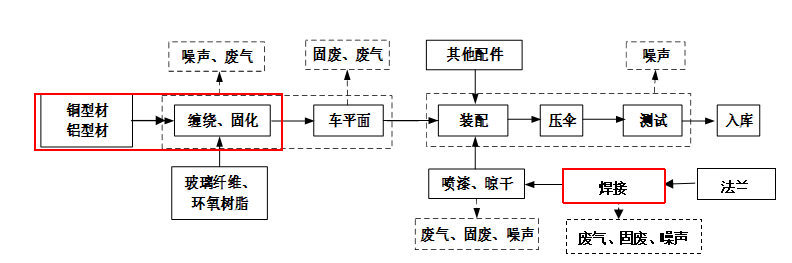 噪声、废气
固废、废气
其他配件
噪声
铜型材
铝型材
缠绕、固化
车平面
装配
压伞
测试
入库
玻璃纤维、
环氧树脂
喷漆、晾干
焊接
法兰
废气、固废、噪声
废气、固废、噪声